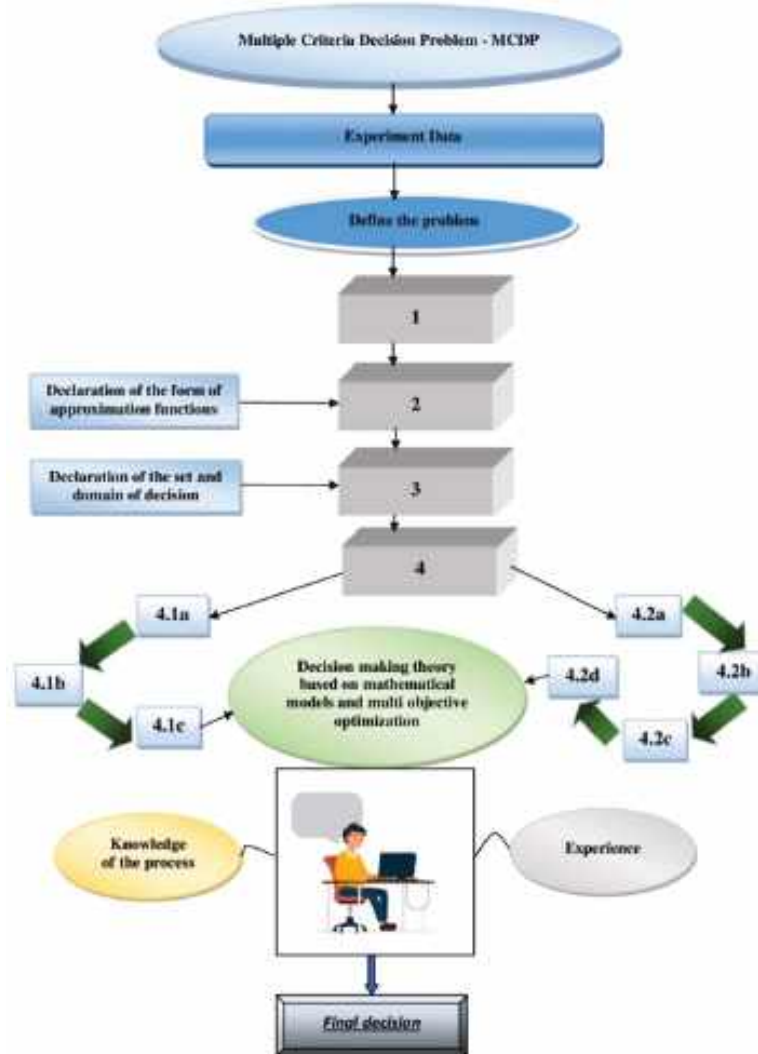 Multiple Criteria Decision Problem - MCDP
Experiment Data
Define the problem
1
Declaration of the form of
approximation functions
2
Declaration of the set and
domain of decision
3
4
4.1a
4.2a
4.1b
4.2b
4.1c
4.2d
4.2c
Decision making theory
based on mathematical
models and multi objective
optimization
Knowledge
of the process
Experience
Final decision